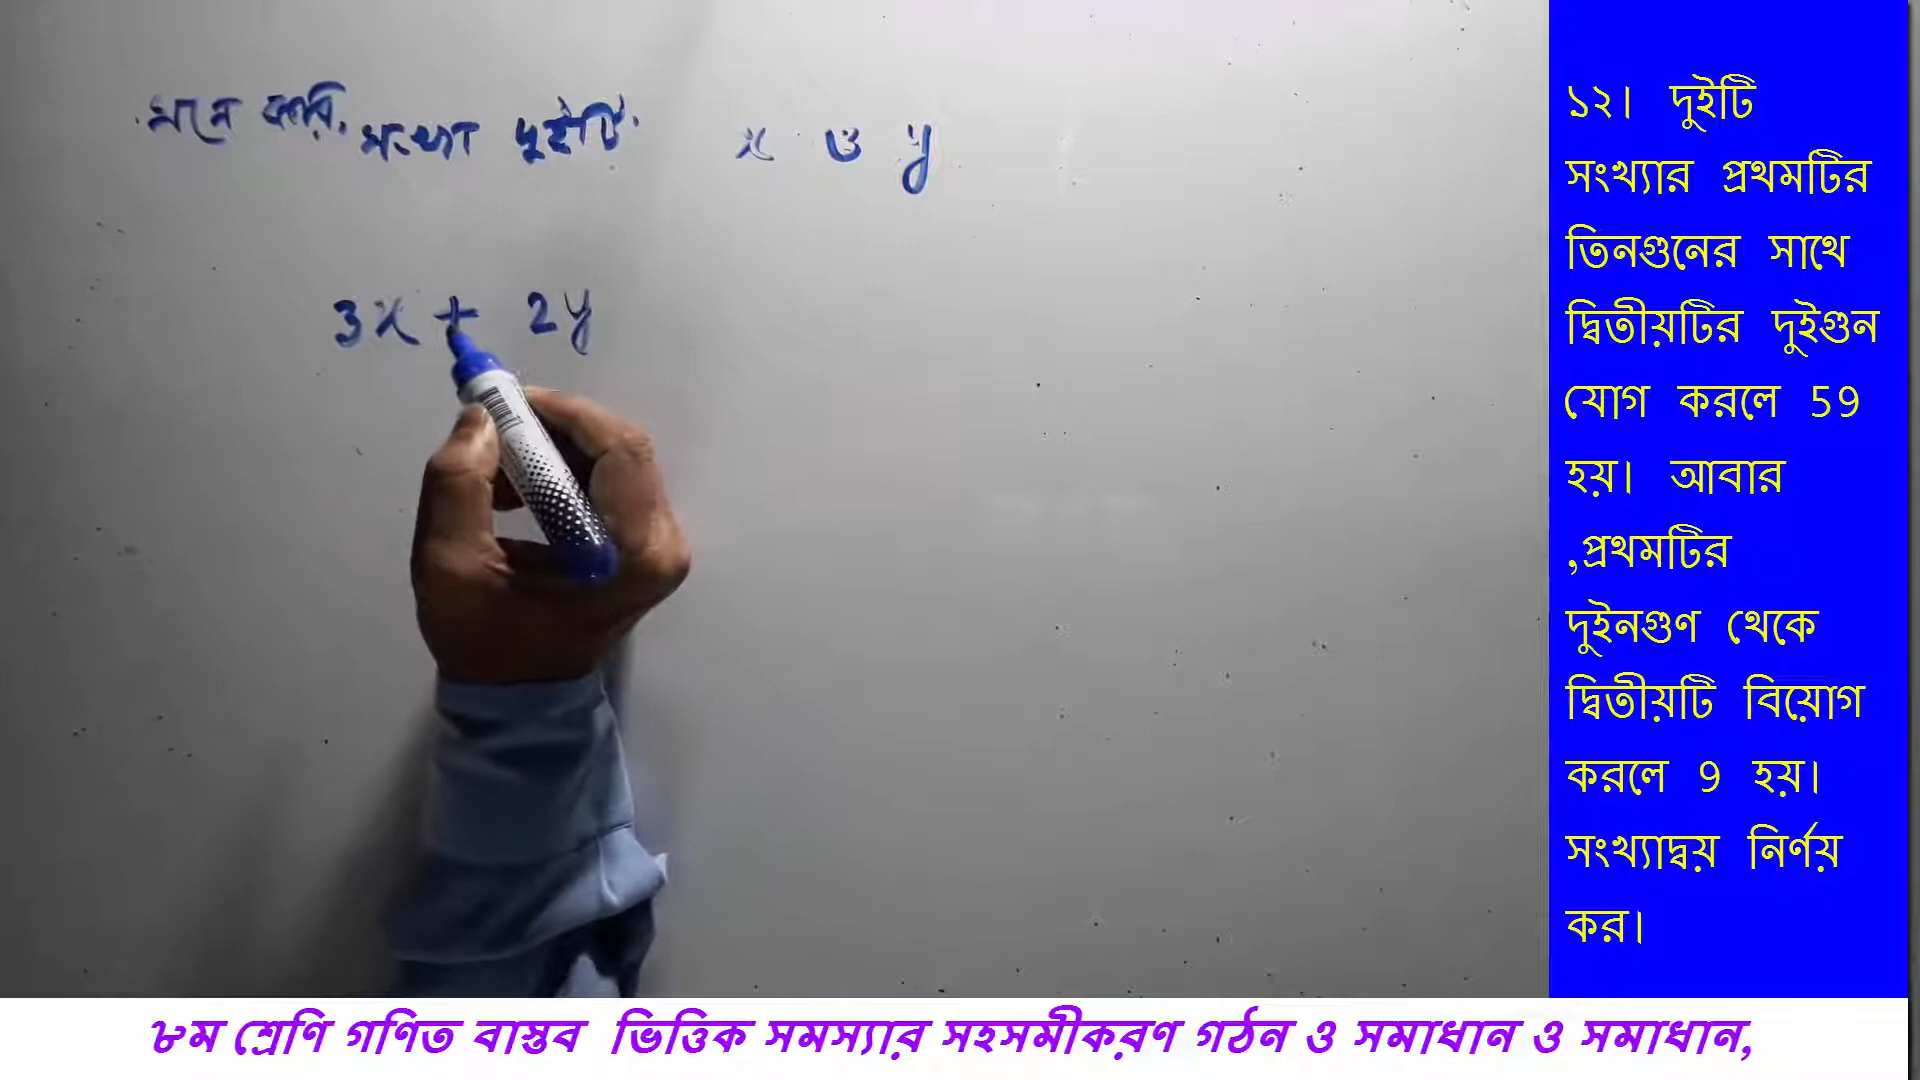 মনে করি, সংখ্যা দুইটি x ও y
3x + 2y
১২। দুইটি
সংখ্যার প্রথমটির
তিনগুনের সাথে
দ্বিতীয়টির দুইগুন
যোগ করলে 59
হয়। আবার
,প্রথমটির
দুইনগুণ থেকে
দ্বিতীয়টি বিয়োগ
করলে 9 হয়।
সংখ্যাদ্বয় নির্ণয়
কর।
৮ম শ্রেণি গণিত বাস্তব ভিত্তিক সমস্যার সহসমীকরণ গঠন ও সমাধান ও সমাধান,